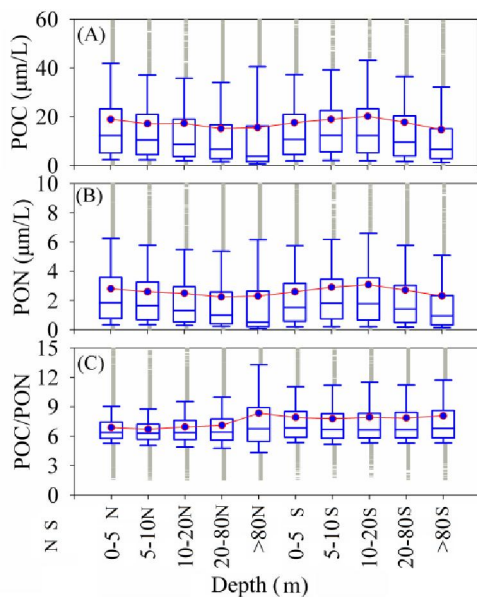 (A)
POC (µm/L)
60
40
20
0
(B)
PON (µm/L)
10
8
6
4
2
0
(C)
POC/PON
15
12
9
6
3
0
N S
0-5 N
5-10N
10-20N
20-80N
>80N
0-5 S
5-10S
10-20S
20-80S
>80S
Depth (m)